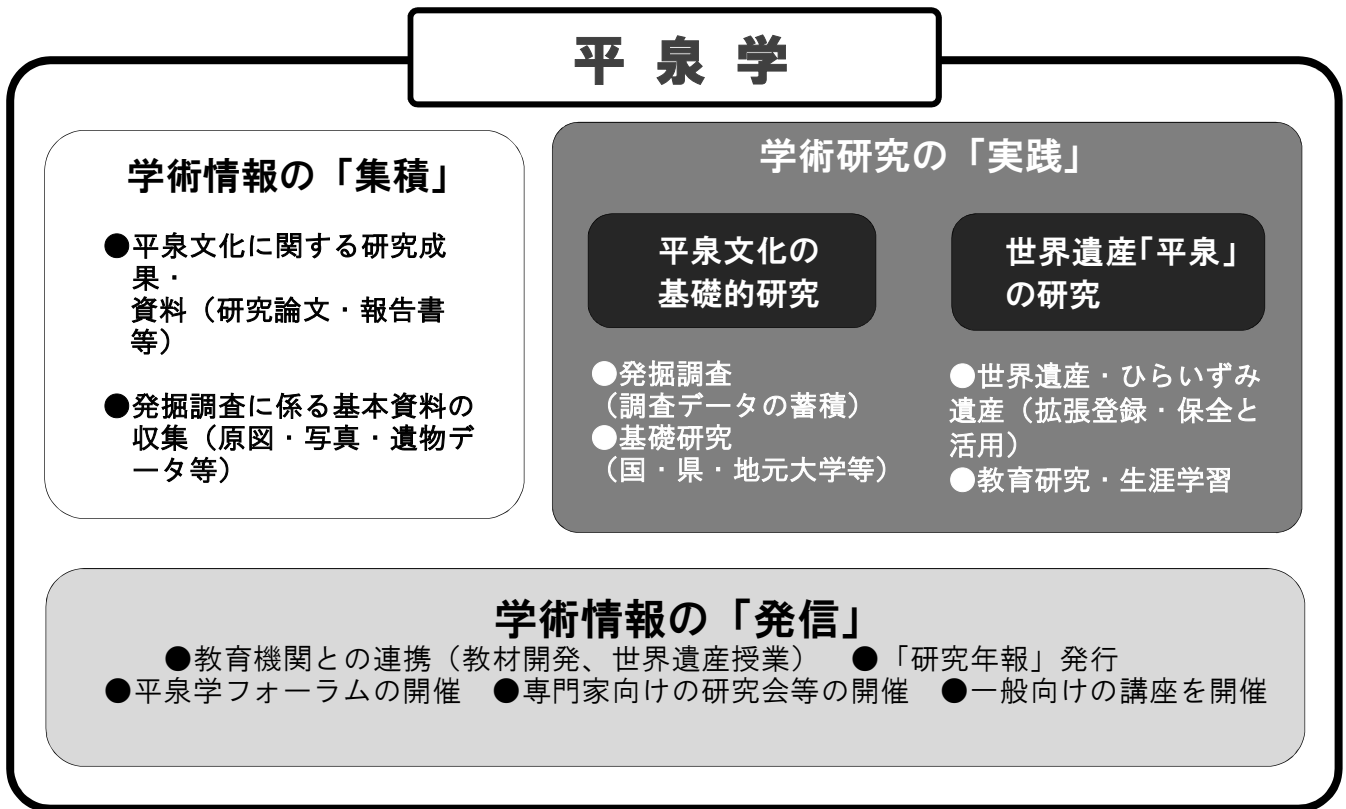 平泉学
学術情報の「集積」
●平泉文化に関する研究成
果・
資料（研究論文・報告書
等）
●発掘調査に係る基本資料の
収集（原図・写真・遺物デ
ータ等）
学術研究の「実践」
平泉文化の
基礎的研究
●発掘調査
（調査データの蓄積）
●基礎研究
（国・県・地元大学等）
世界遺産「平泉」
の研究
●世界遺産・ひらいずみ
遺産（拡張登録・保全と
活用）
●教育研究・生涯学習
学術情報の「発信」
●教育機関との連携（教材開発、世界遺産授業）　●「研究年報」発行
●平泉学フォーラムの開催　●専門家向けの研究会等の開催　●一般向けの講座を開催